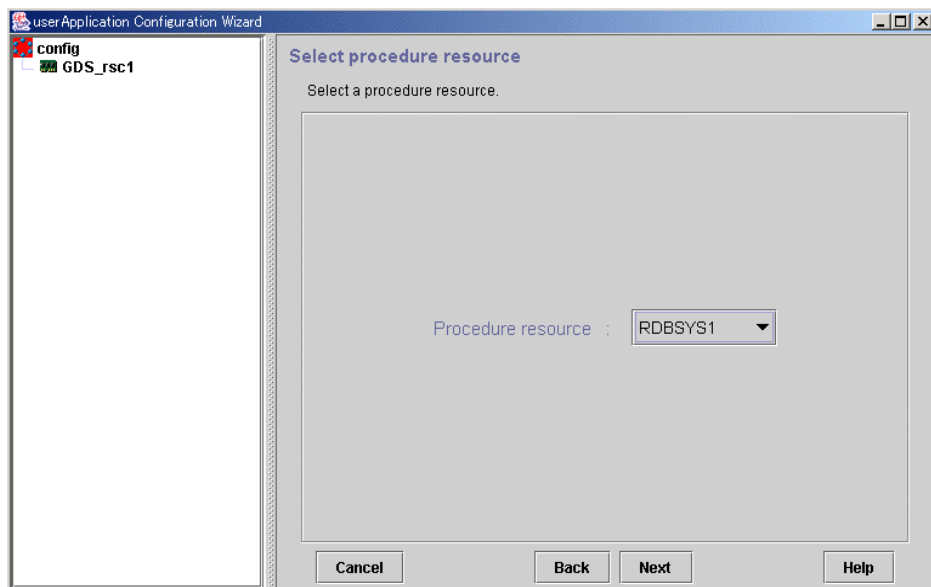 userApplication Configuration Wizard
config
GDS_rsc1
Select procedure resource
Select a procedure resource.
Procedure resource : RDBSYS1
Cancel Back Next Help